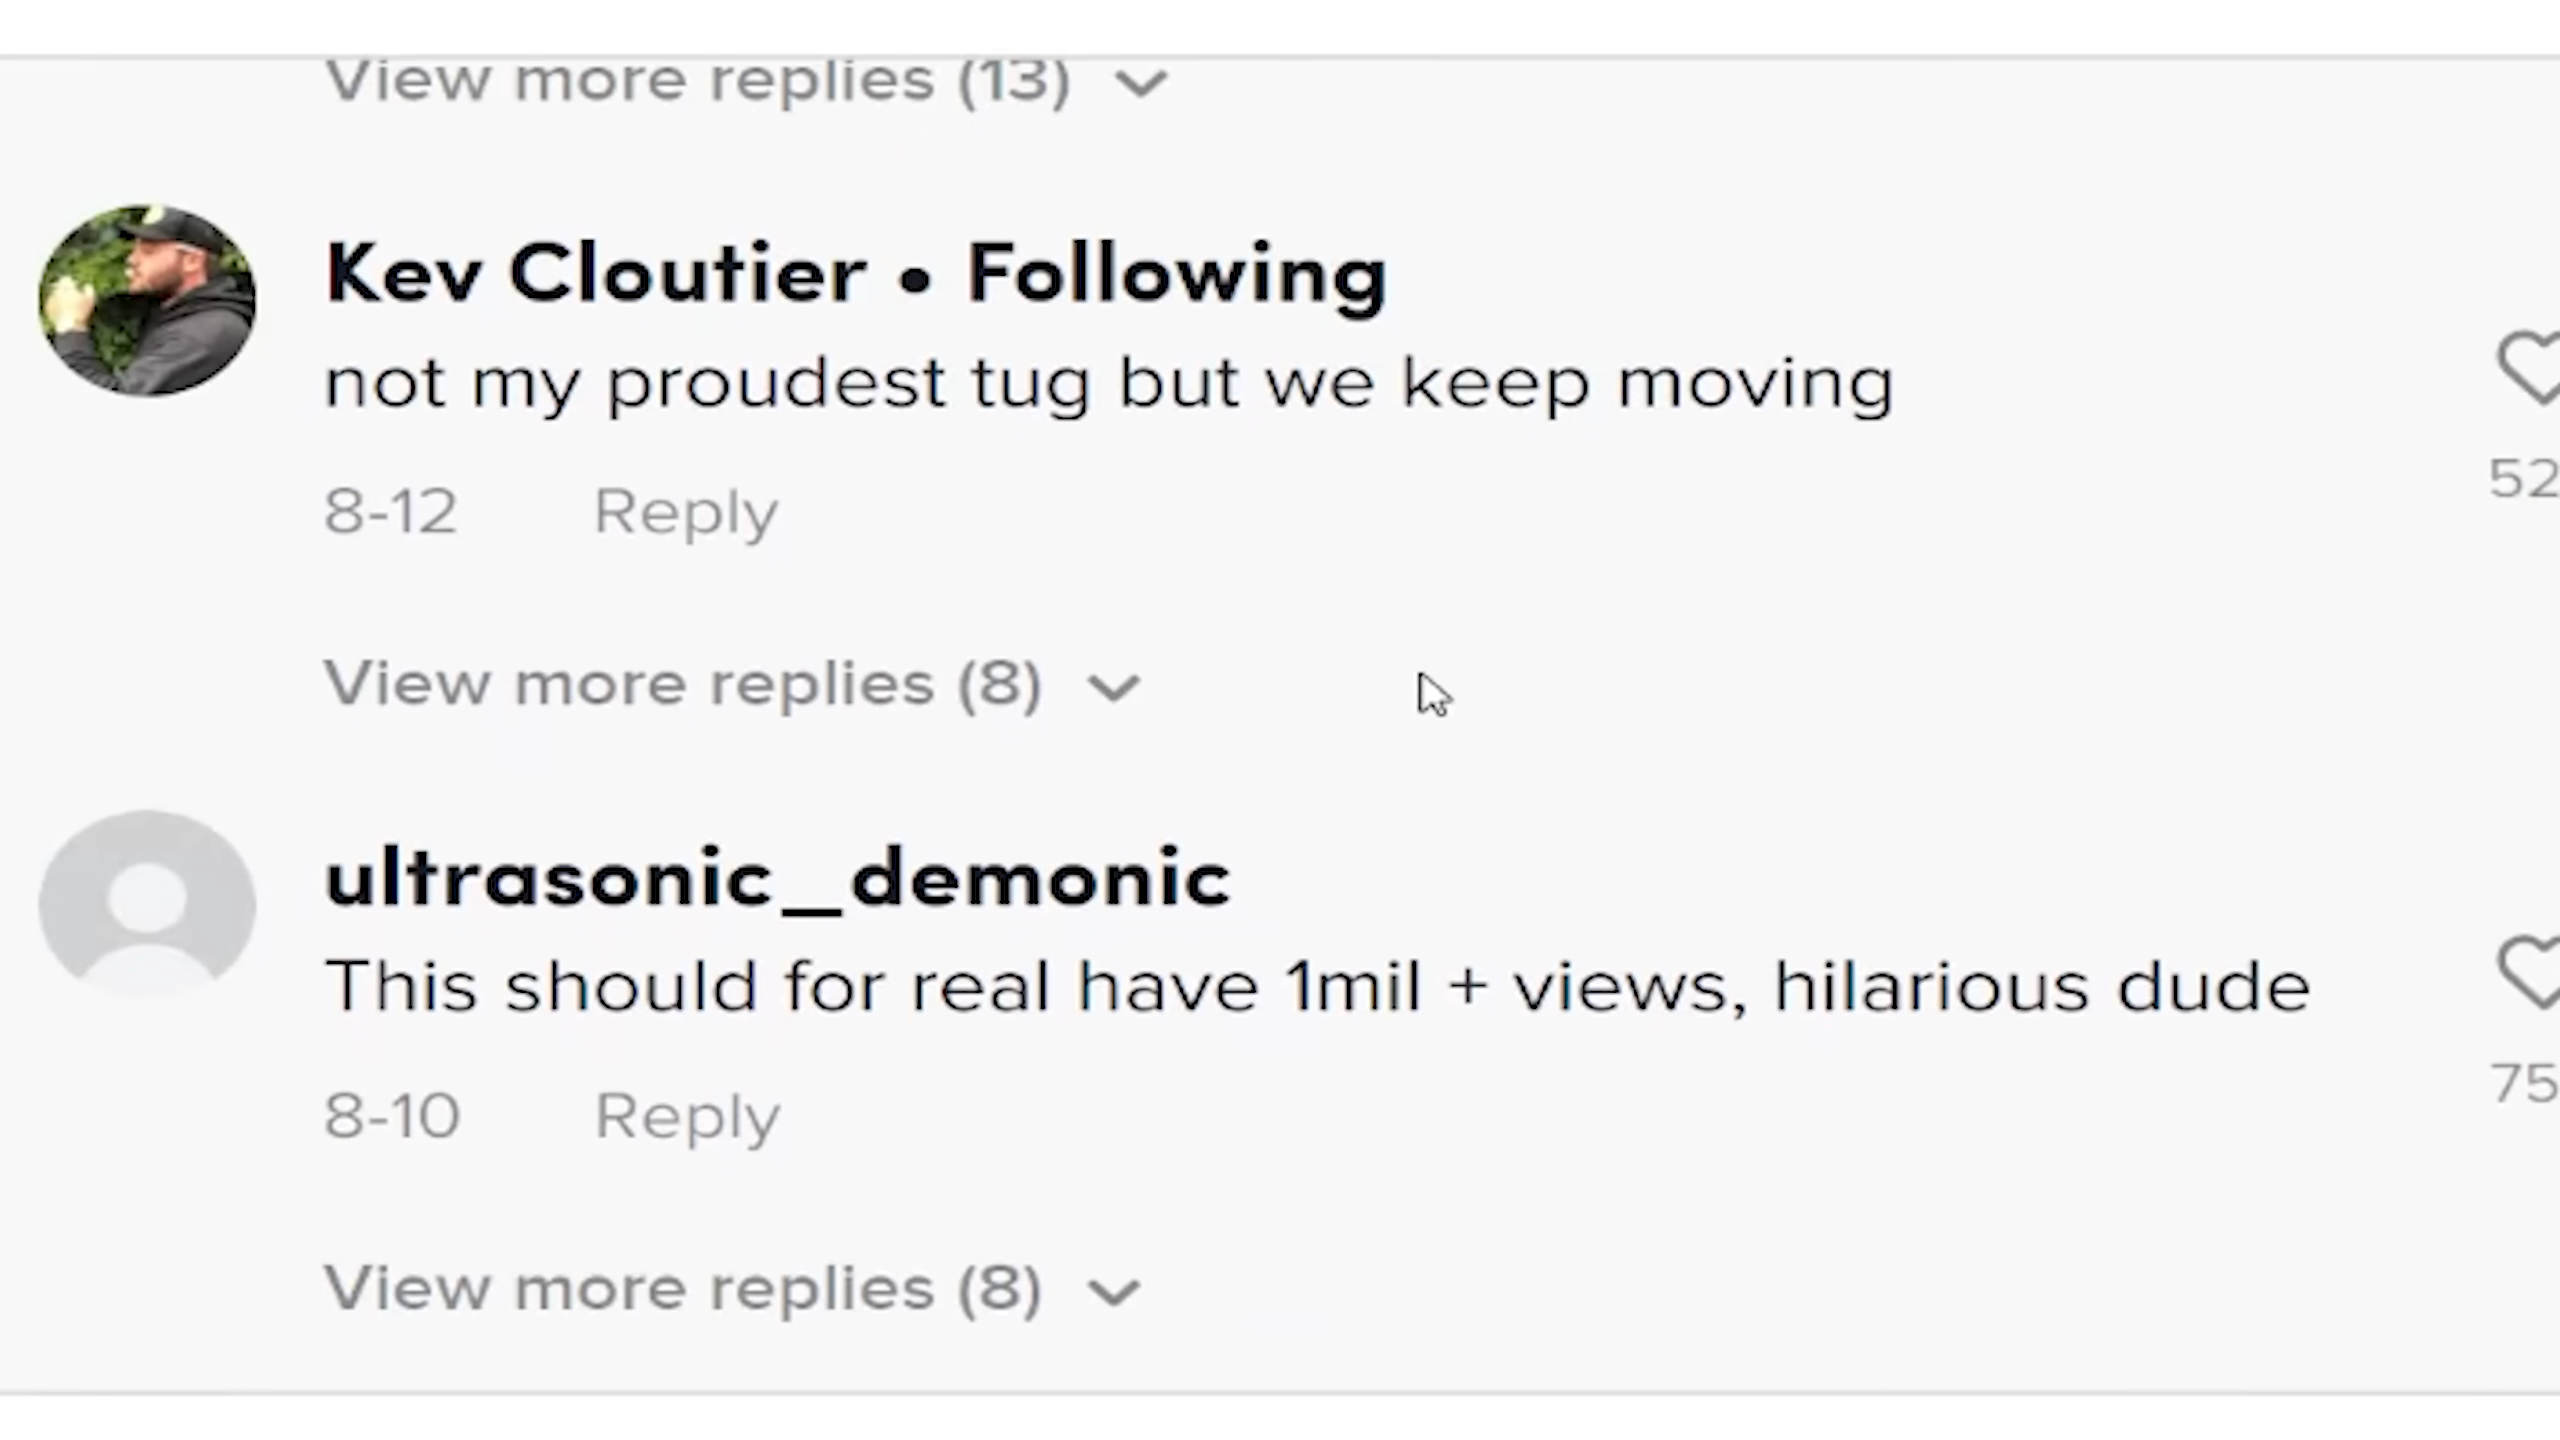 View more replies (13)
Kev Cloutier • Following
not my proudest tug but we keep moving
52
8-12 Reply
View more replies (8)
ultrasonic_demonic
This should for real have 1mil + views, hilarious dude
75
8-10 Reply
View more replies (8)